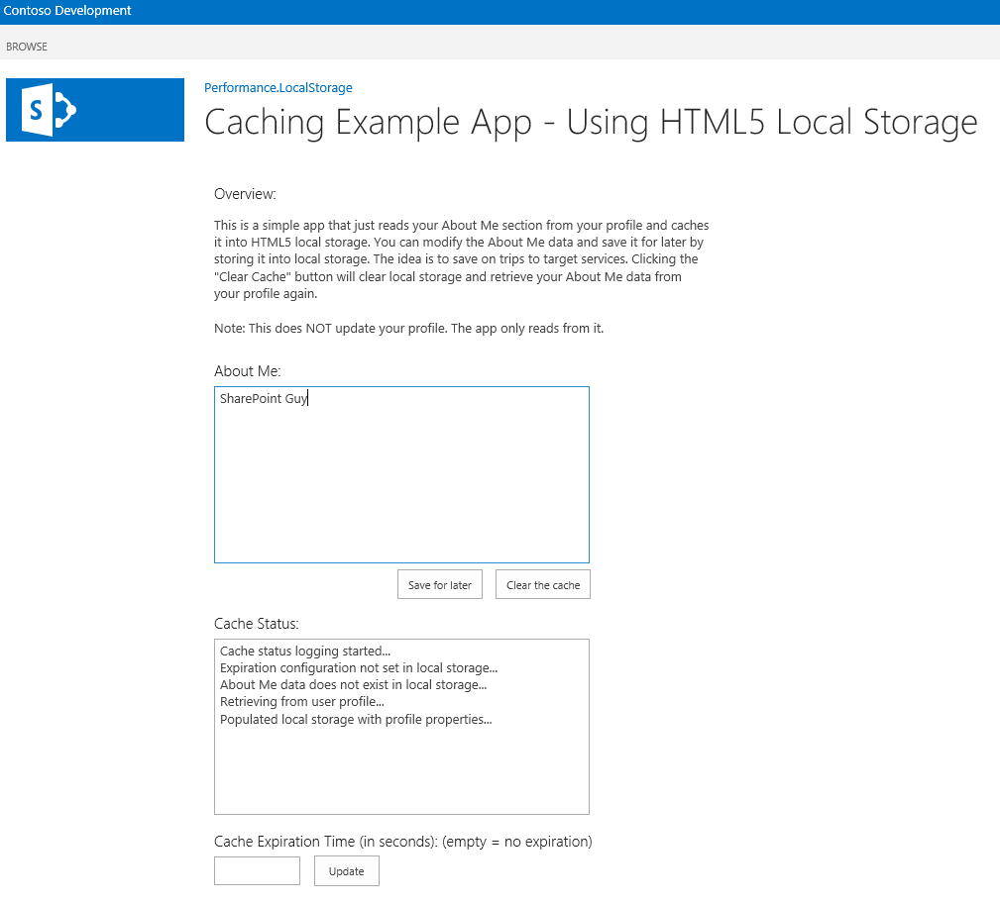 Contoso Development
BROWSE
S
Performance.LocalStorage
Caching Example App - Using HTML5 Local Storage
Overview:
This is a simple app that just reads your About Me section from your profile and caches
it into HTML5 local storage. You can modify the About Me data and save it for later by
storing it into local storage. The idea is to save on trips to target services. Clicking the
"Clear Cache" button will clear local storage and retrieve your About Me data from
your profile again.
Note: This does NOT update your profile. The app only reads from it.
About Me:
SharePoint Guy
Save for later
Clear the cache
Cache Status:
Cache status logging started...
Expiration configuration not set in local storage...
About Me data does not exist in local storage...
Retrieving from user profile...
Populated local storage with profile properties...
Cache Expiration Time (in seconds): (empty = no expiration)
Update